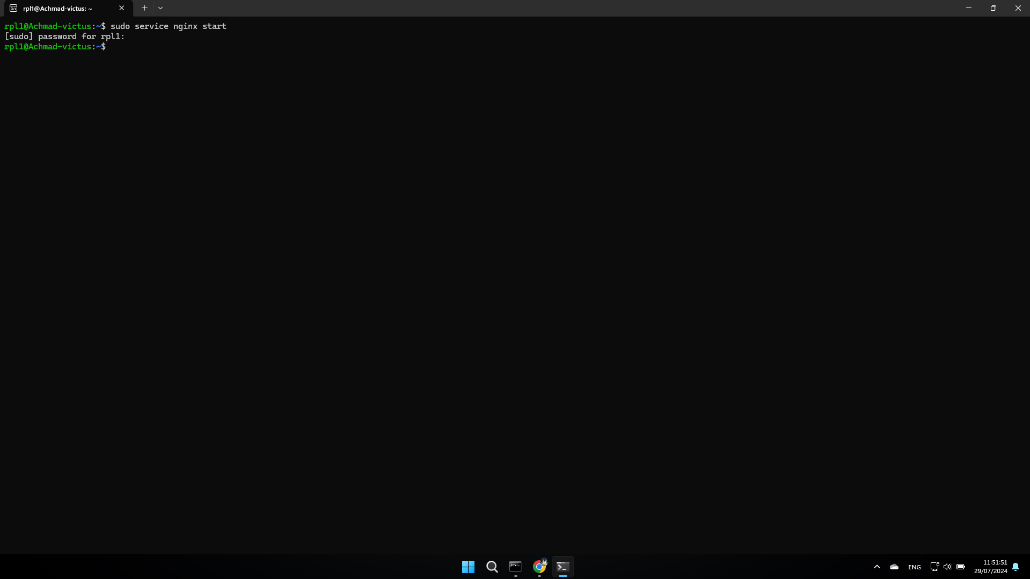 rpl1@Achmad-victus: ~
rpl1@Achmad-victus:~$ sudo service nginx start
[sudo] password for rpl1:
rpl1@Achmad-victus:~$
ENG
11:51:51
29/07/2024